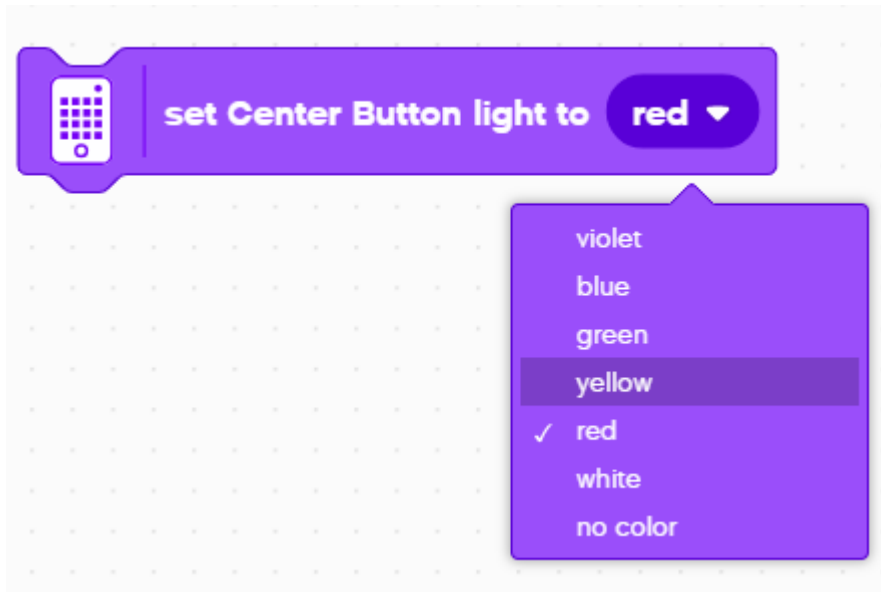 set Center Button light to red
violet
blue
green
yellow
red
white
no color